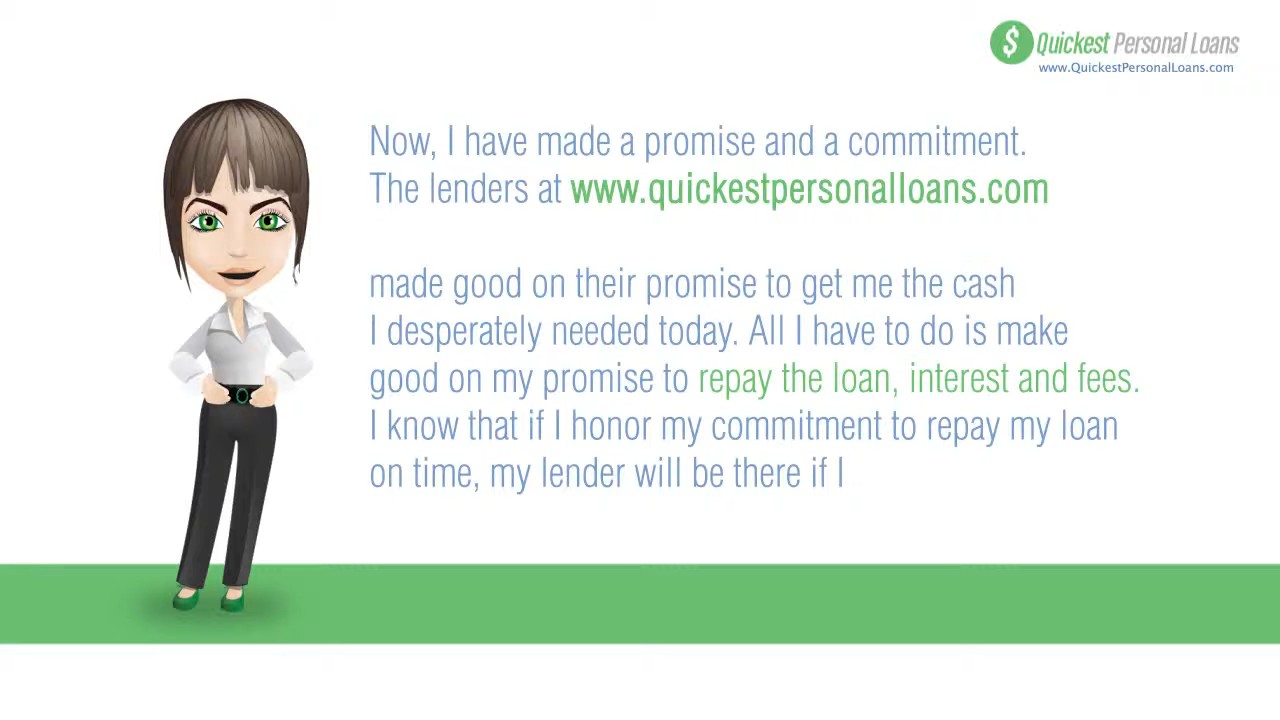 Quickest Personal Loans
www.QuickestPersonalLoans.com
Now, I have made a promise and a commitment.
The lenders at www.quickestpersonalloans.com
made good on their promise to get me the cash
I desperately needed today. All I have to do is make
good on my promise to repay the loan, interest and fees.
I know that if I honor my commitment to repay my loan
on time, my lender will be there if I